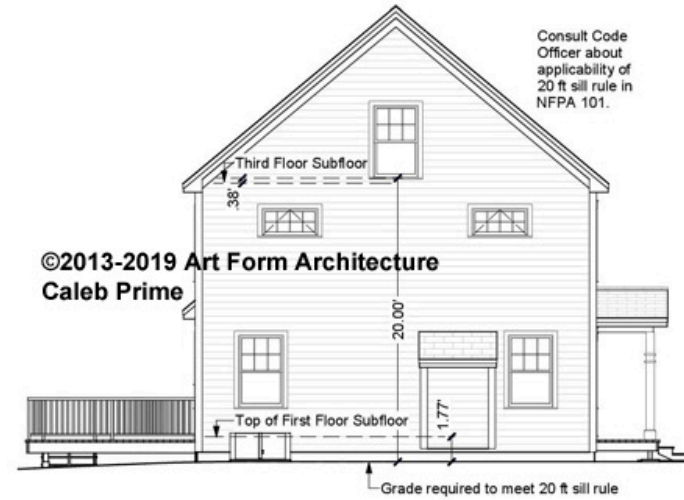 Consult Code
Officer about
applicability of
20 ft sill rule in
NFPA 101.
Third Floor Subfloor
.38'
©2013-2019 Art Form Architecture
Caleb Prime
20.00'
Top of First Floor Subfloor
1.77'
Grade required to meet 20 ft sill rule